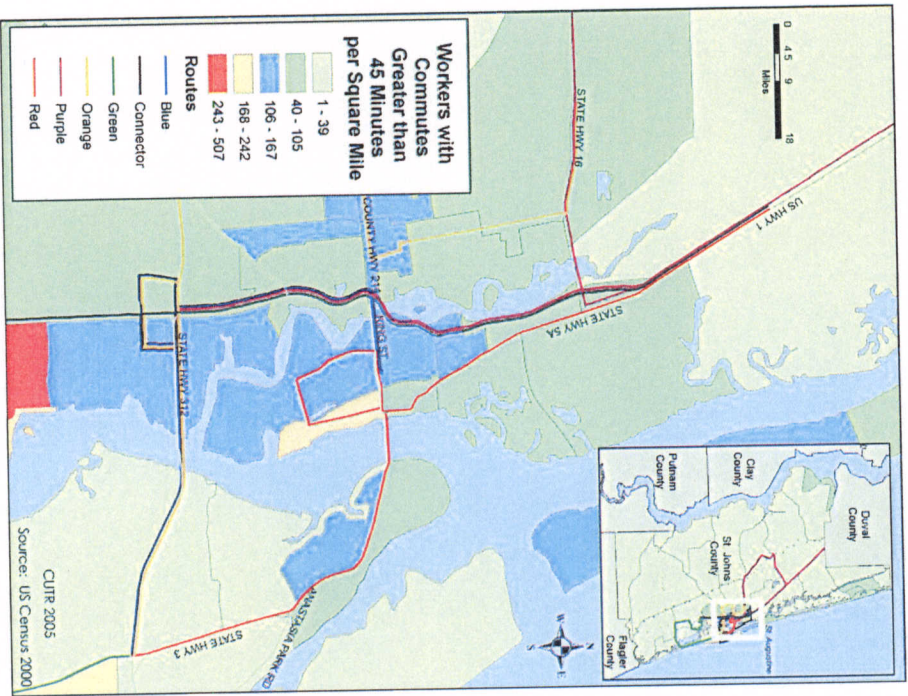 Workers with
Commutes
Greater than
45 Minutes
per Square Mile
1 - 39
40 - 105
106 - 167
168 - 242
243 - 507
Routes
Blue
Connector
Green
Orange
Purple
Red
0 4.5 9 18
Miles
STATE HWY 16
US HWY 1
STATE HWY 5A
COUNTY HWY 214
KING ST
STATE HWY 312
STATE HWY 3
ANASTASIA PARK RD
Duval
County
Clay
County
St Johns
County
Putnam
County
St Augustine
Flagler
County
N
W
E
S
CUTR 2005
Source: US Census 2000